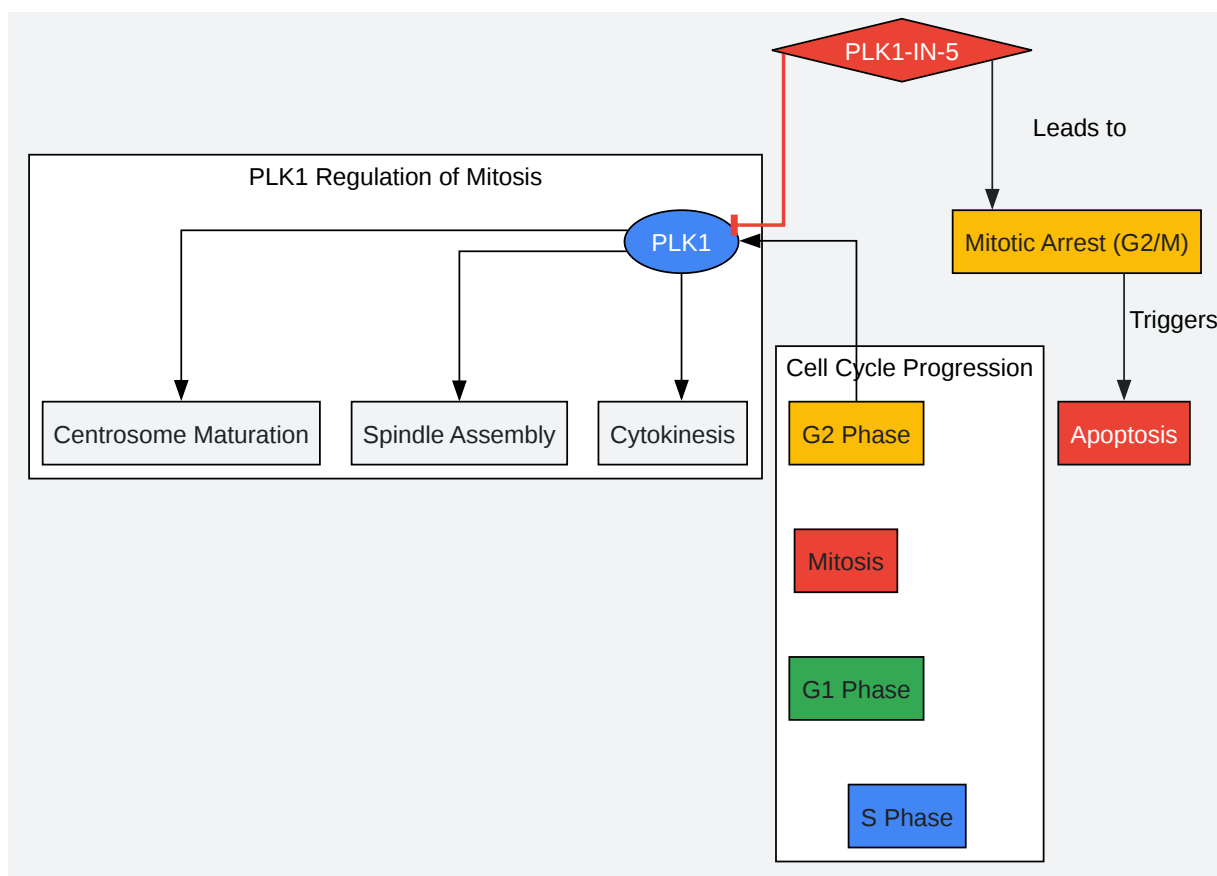 PLK1-IN-5
Leads to
PLK1 Regulation of Mitosis
PLK1
Mitotic Arrest (G2/M)
Triggers
Cell Cycle Progression
Centrosome Maturation
Spindle Assembly
Cytokinesis
G2 Phase
Apoptosis
Mitosis
G1 Phase
S Phase